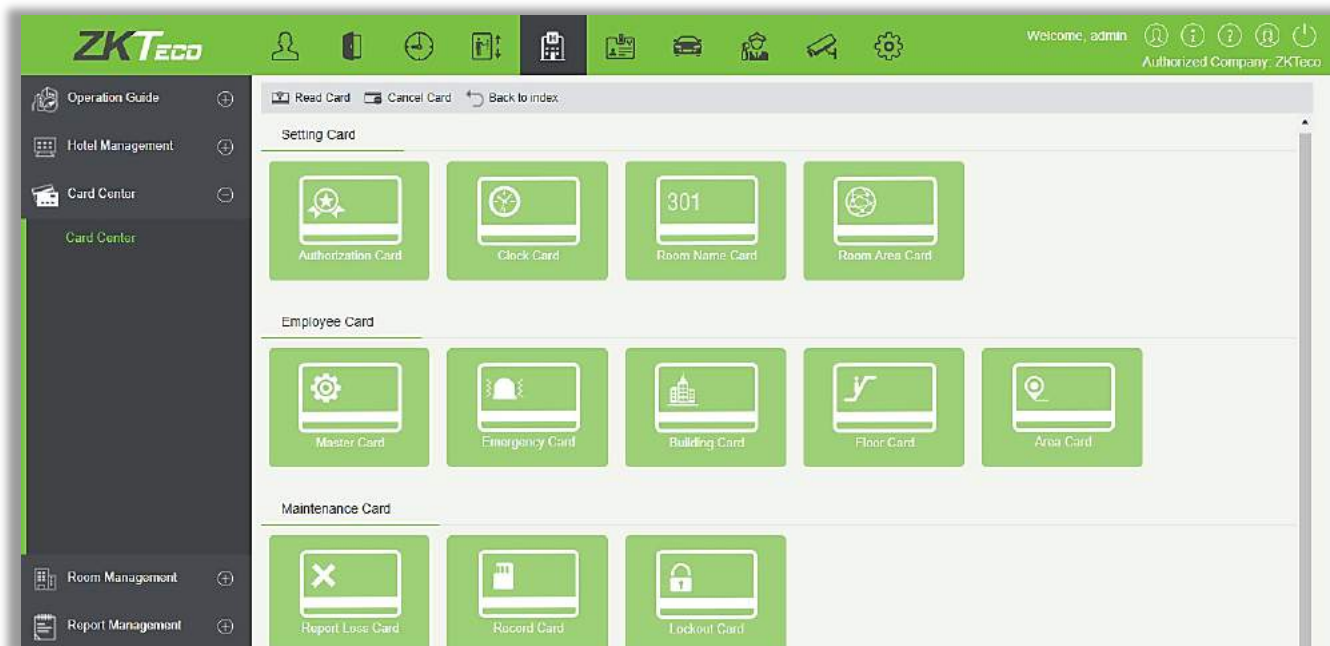 ZKTECO
Welcome, admin
Authorized Company: ZKTeco
Operation Guide
Hotel Management
Card Center
Card Center
Room Management
Report Management
Read Card Cancel Card Back to index
Setting Card
301
Authorization Card Clock Card Room Name Card Room Area Card
Employee Card
Master Card Emergency Card Building Card Floor Card Area Card
Maintenance Card
Report Loss Card Record Card Lockout Card